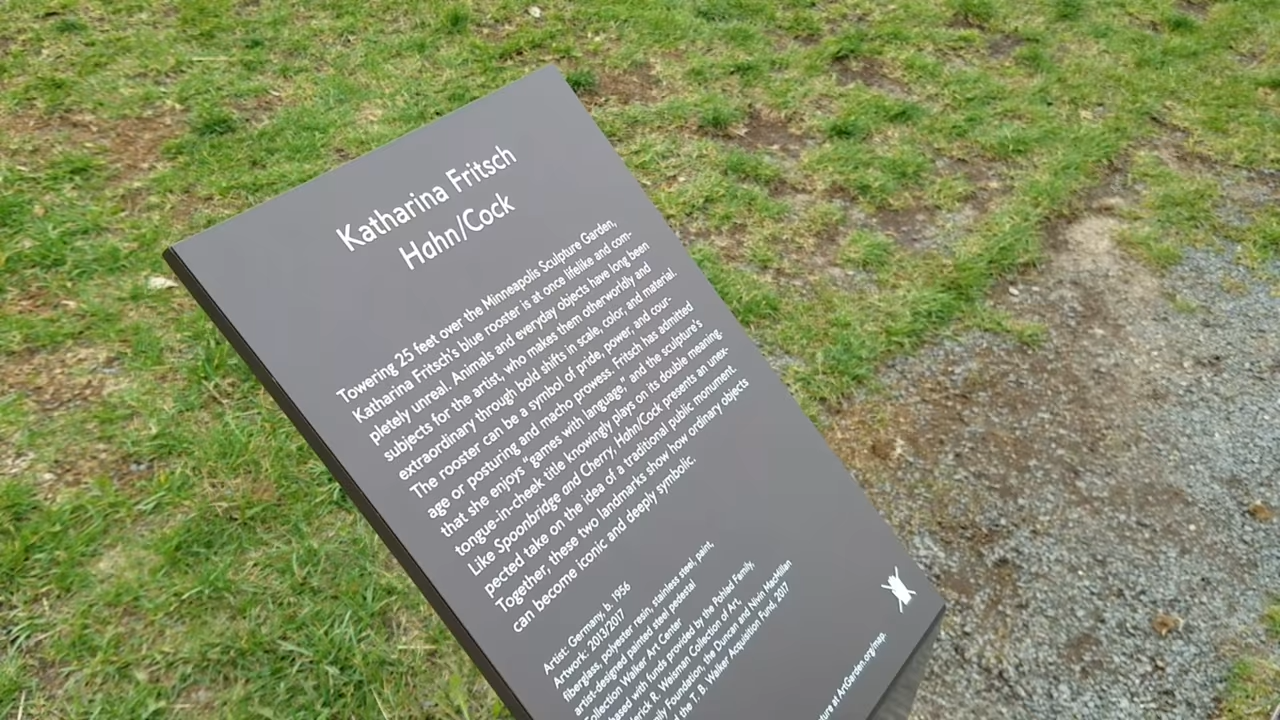 Katharina Fritsch
Hahn/Cock
Towering 25 feet over the Minneapolis Sculpture Garden,
Katharina Fritsch's blue rooster is at once lifelike and com-
pletely unreal. Animals and everyday objects have long been
subjects for the artist, who makes them otherworldly and
extraordinary through bold shifts in scale, color, and material.
The rooster can be a symbol of pride, power, and cour-
age or posturing and macho prowess. Fritsch has admitted
that she enjoys "games with language," and the sculpture's
tongue-in-cheek title knowingly plays on its double meaning.
Like Spoonbridge and Cherry, Hahn/Cock presents an unex-
pected take on the idea of a traditional public monument.
Together, these two landmarks show how ordinary objects
can become iconic and deeply symbolic.
Artist: Germany, b. 1956
Artwork: 2013/2017
fiberglass, polyester resin, stainless steel, paint,
artist-designed painted steel pedestal
Collection Walker Art Center
with funds provided by the Pohlad Family,
R. Weisman Collection of Art,
Foundation, the Duncan and Nivin MacMillan
the T. B. Walker Acquisition Fund, 2017
at ArtGarden.org/map.